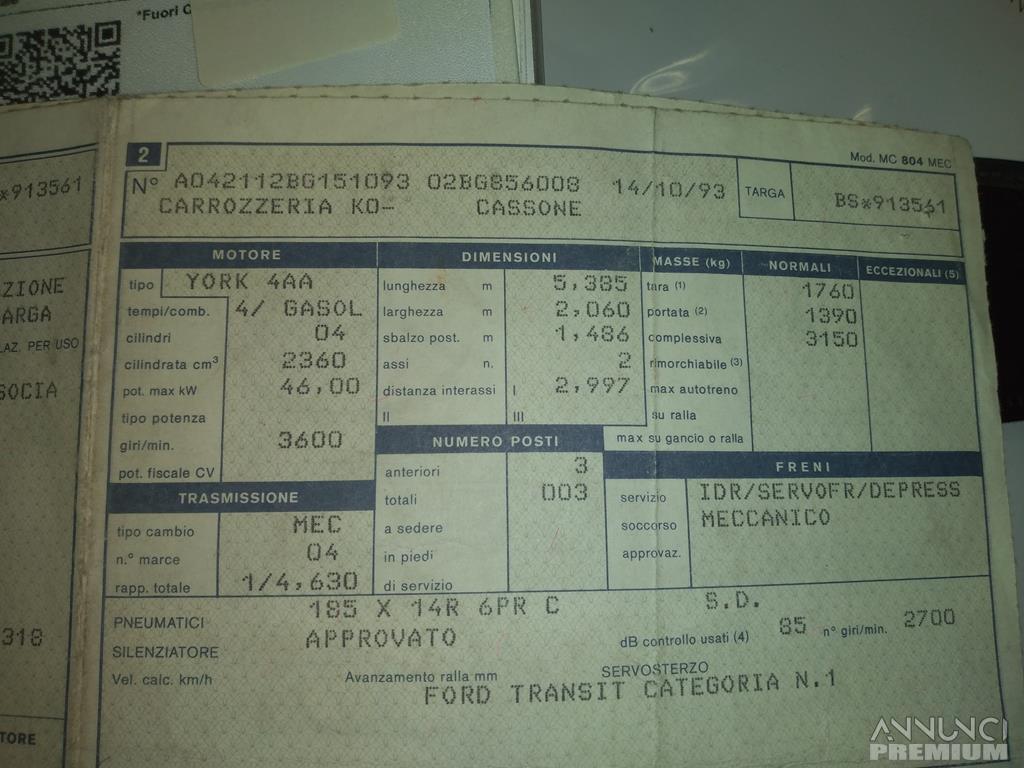 *Fuori C
2
Mod. MC 804 MEC
N° A042112BG151093 02BG856008 14/10/93 TARGA BS*913561
CARROZZERIA KO- CASSONE
*913561
ZIONE
ARGA
LAZ. PER USO
SOCIA
318
TORE
MOTORE
tipo YORK 4AA
tempi/comb. 4/ GASOL
cilindri 04
cilindrata cm³ 2360
pot. max kW 46,00
tipo potenza
giri/min. 3600
pot. fiscale CV
TRASMISSIONE
tipo cambio MEC
n.° marce 04
rapp. totale 1/4,630
DIMENSIONI
lunghezza m 5,385
larghezza m 2,060
sbalzo post. m 1,486
assi n. 2
distanza interassi I 2,997
II III
NUMERO POSTI
anteriori 3
totali 003
a sedere
in piedi
di servizio
MASSE (kg) NORMALI ECCEZIONALI (5)
tara (1) 1760
portata (2) 1390
complessiva 3150
rimorchiabile (3)
max autotreno
su ralla
max su gancio o ralla
FRENI
servizio IDR/SERVOFR/DEPRESS
soccorso MECCANICO
approvaz.
PNEUMATICI 185 X 14R 6PR C S.D.
SILENZIATORE APPROVATO dB controllo usati (4) 85 n° giri/min. 2700
Vel. calc. km/h Avanzamento ralla mm SERVOSTERZO
FORD TRANSIT CATEGORIA N.1
ANNUNCI
PREMIUM